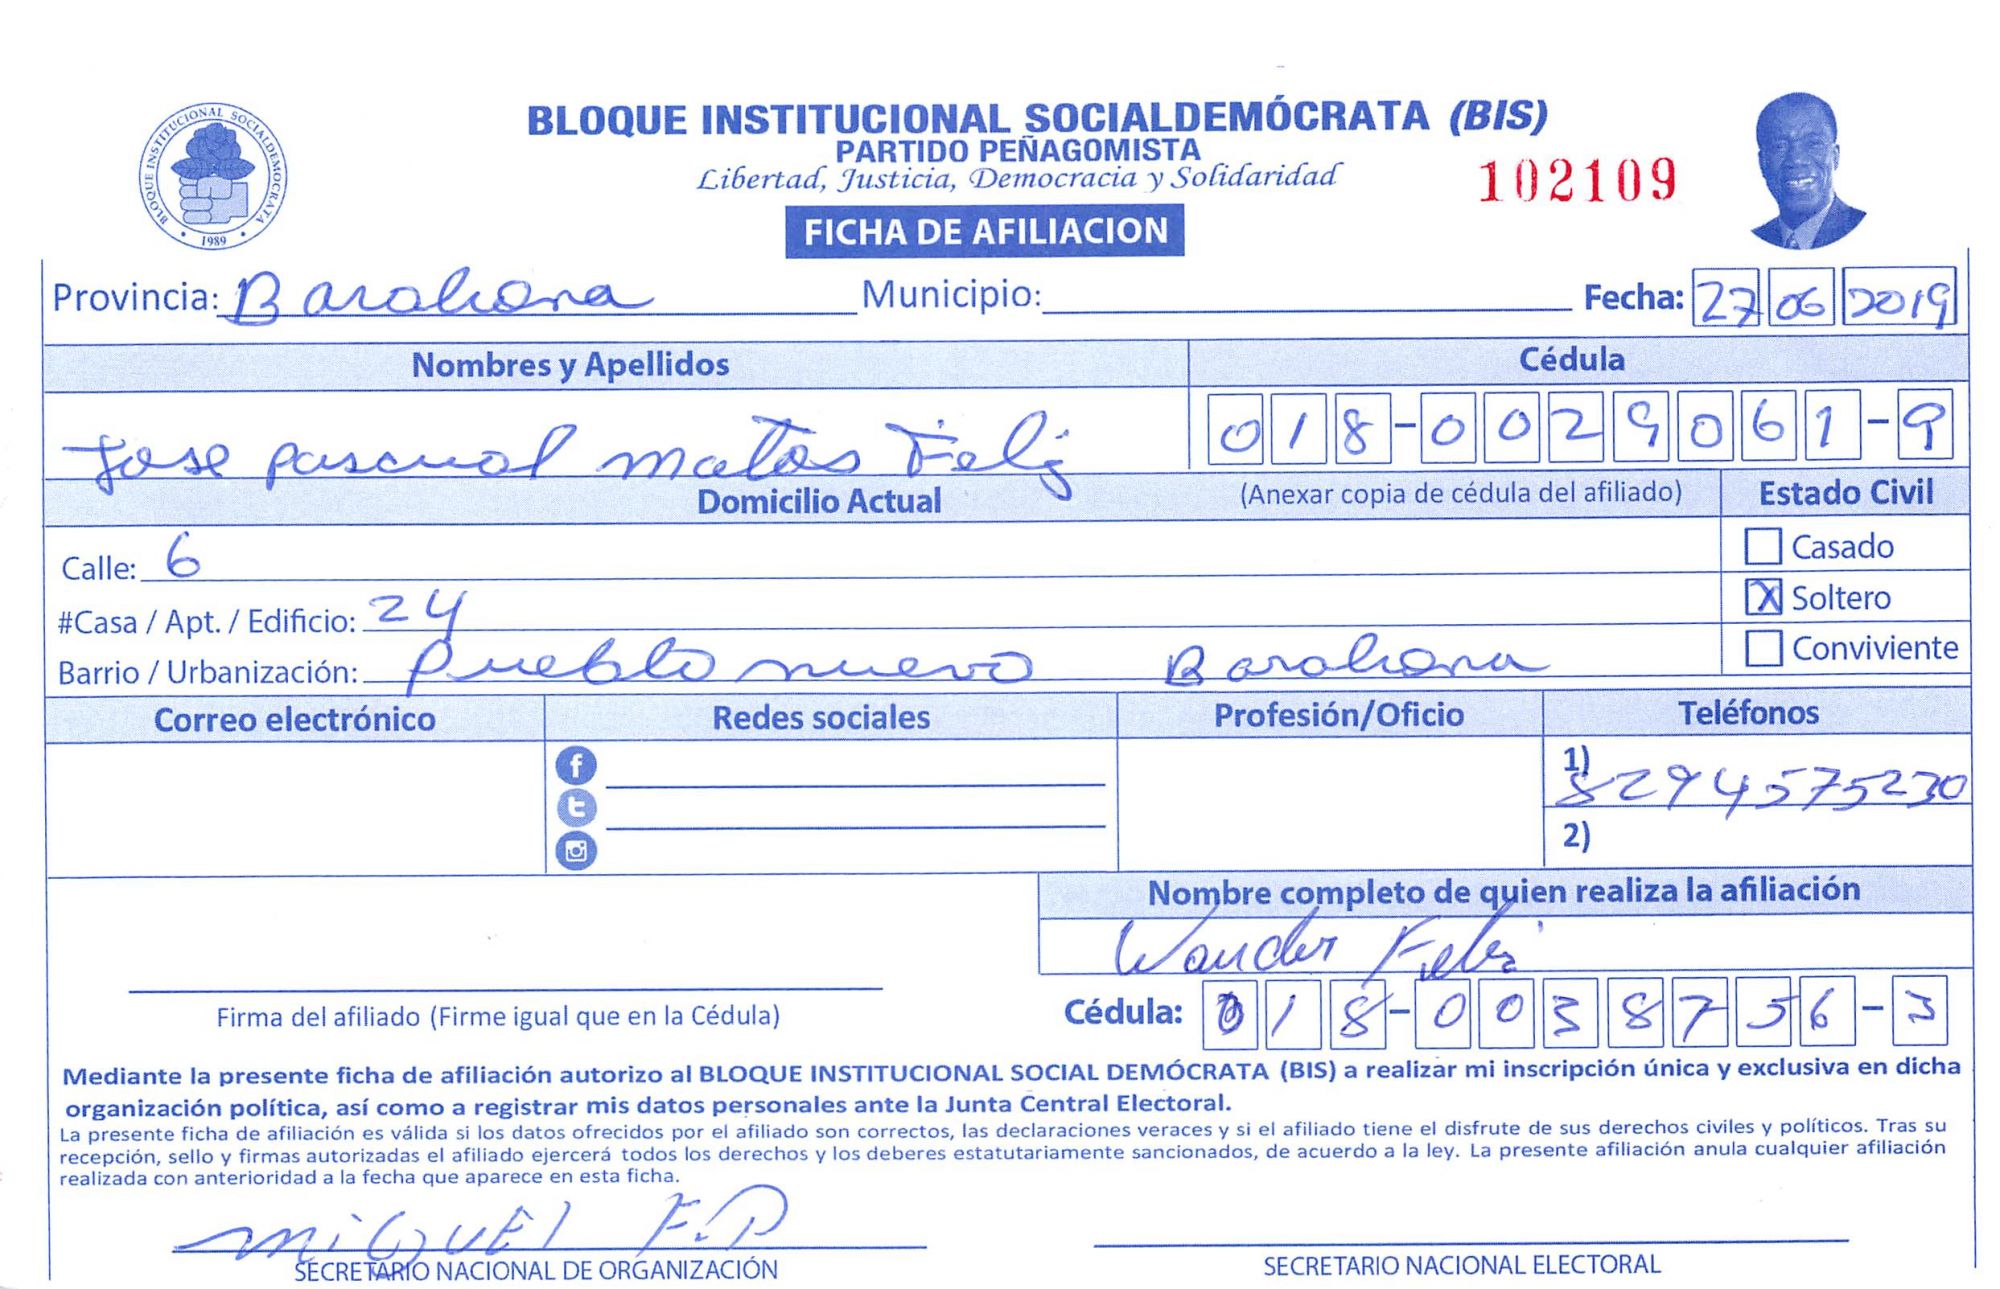 BLOQUE INSTITUCIONAL SOCIALDEMÓCRATA (BIS)
PARTIDO PEÑAGOMISTA
Libertad, Justicia, Democracia y Solidaridad
102109
BLOQUE INSTITUCIONAL SOCIALDEMOCRATA
1989
FICHA DE AFILIACION
Provincia: Barahona Municipio: Fecha: 27 06 2019
Nombres y Apellidos Cédula
Jose pascual matos Feliz 018-0029061-9
Domicilio Actual (Anexar copia de cédula del afiliado) Estado Civil
Calle: 6 Casado
#Casa / Apt. / Edificio: 24 X Soltero
Barrio / Urbanización: Pueblo nuevo Barahona Conviviente
Correo electrónico Redes sociales Profesión/Oficio Teléfonos
1) 8294575230
2)
Nombre completo de quien realiza la afiliación
Wander Feliz
Firma del afiliado (Firme igual que en la Cédula) Cédula: 018-0038756-3
Mediante la presente ficha de afiliación autorizo al BLOQUE INSTITUCIONAL SOCIAL DEMÓCRATA (BIS) a realizar mi inscripción única y exclusiva en dicha
organización política, así como a registrar mis datos personales ante la Junta Central Electoral.
La presente ficha de afiliación es válida si los datos ofrecidos por el afiliado son correctos, las declaraciones veraces y si el afiliado tiene el disfrute de sus derechos civiles y políticos. Tras su
recepción, sello y firmas autorizadas el afiliado ejercerá todos los derechos y los deberes estatutariamente sancionados, de acuerdo a la ley. La presente afiliación anula cualquier afiliación
realizada con anterioridad a la fecha que aparece en esta ficha.
MIGUEL F.P
SECRETARIO NACIONAL DE ORGANIZACIÓN SECRETARIO NACIONAL ELECTORAL